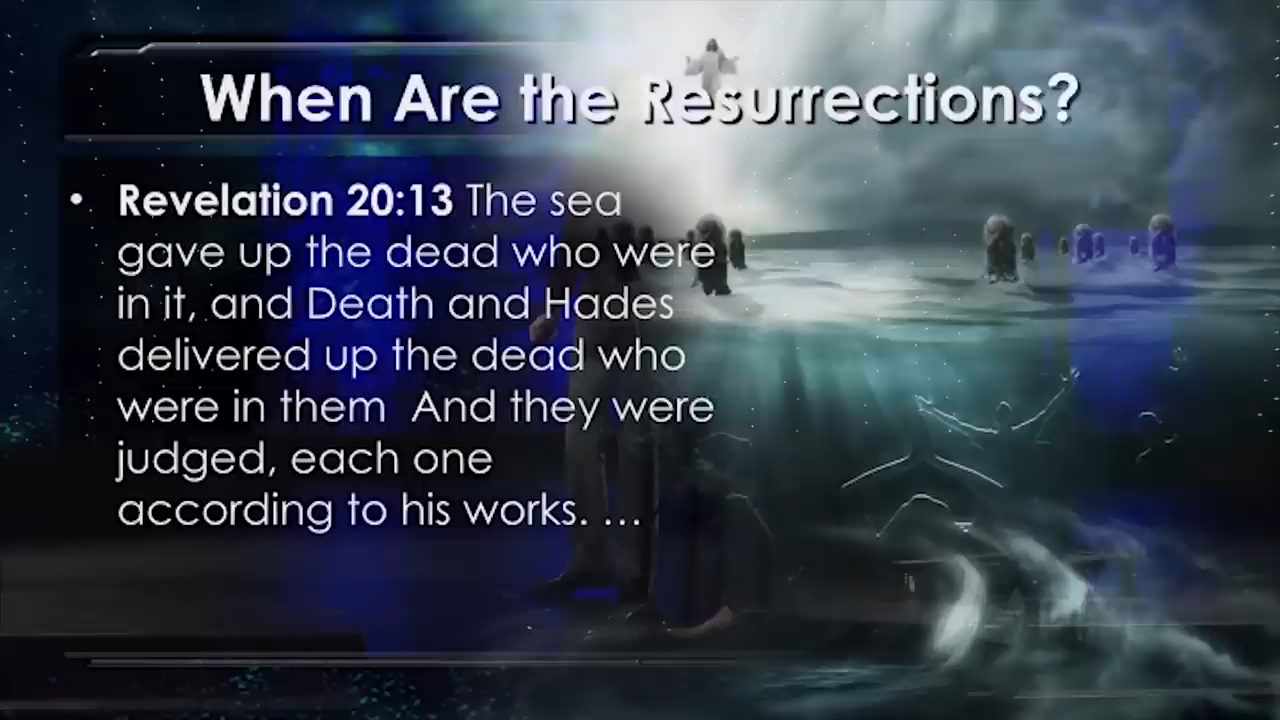 When Are the Resurrections?
• Revelation 20:13 The sea
gave up the dead who were
in it, and Death and Hades
delivered up the dead who
were in them And they were
judged, each one
according to his works. …